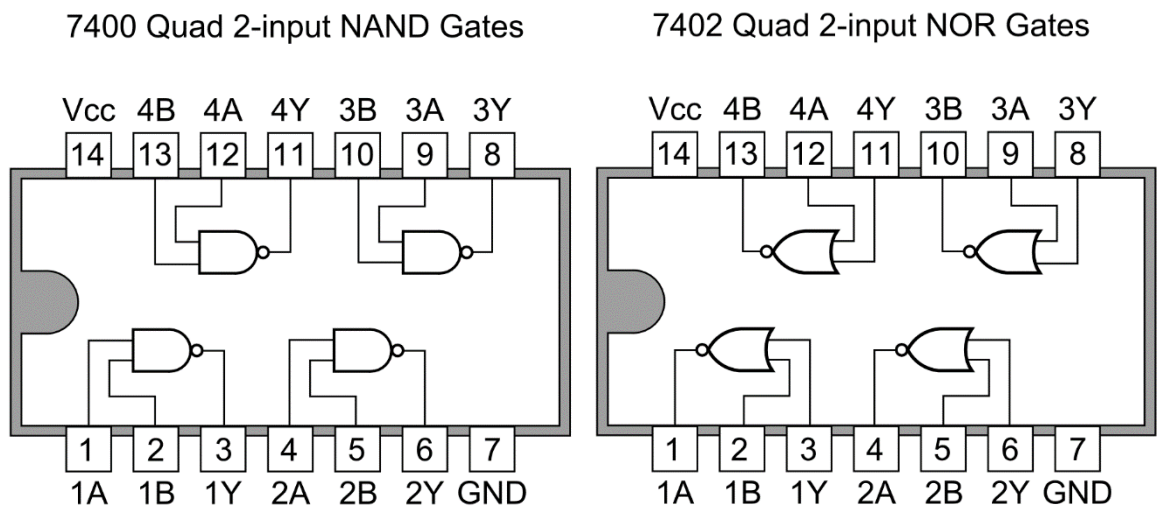 7400 Quad 2-input NAND Gates
Vcc 4B 4A 4Y 3B 3A 3Y
14 13 12 11 10 9 8
1 2 3 4 5 6 7
1A 1B 1Y 2A 2B 2Y GND
7402 Quad 2-input NOR Gates
Vcc 4B 4A 4Y 3B 3A 3Y
14 13 12 11 10 9 8
1 2 3 4 5 6 7
1A 1B 1Y 2A 2B 2Y GND